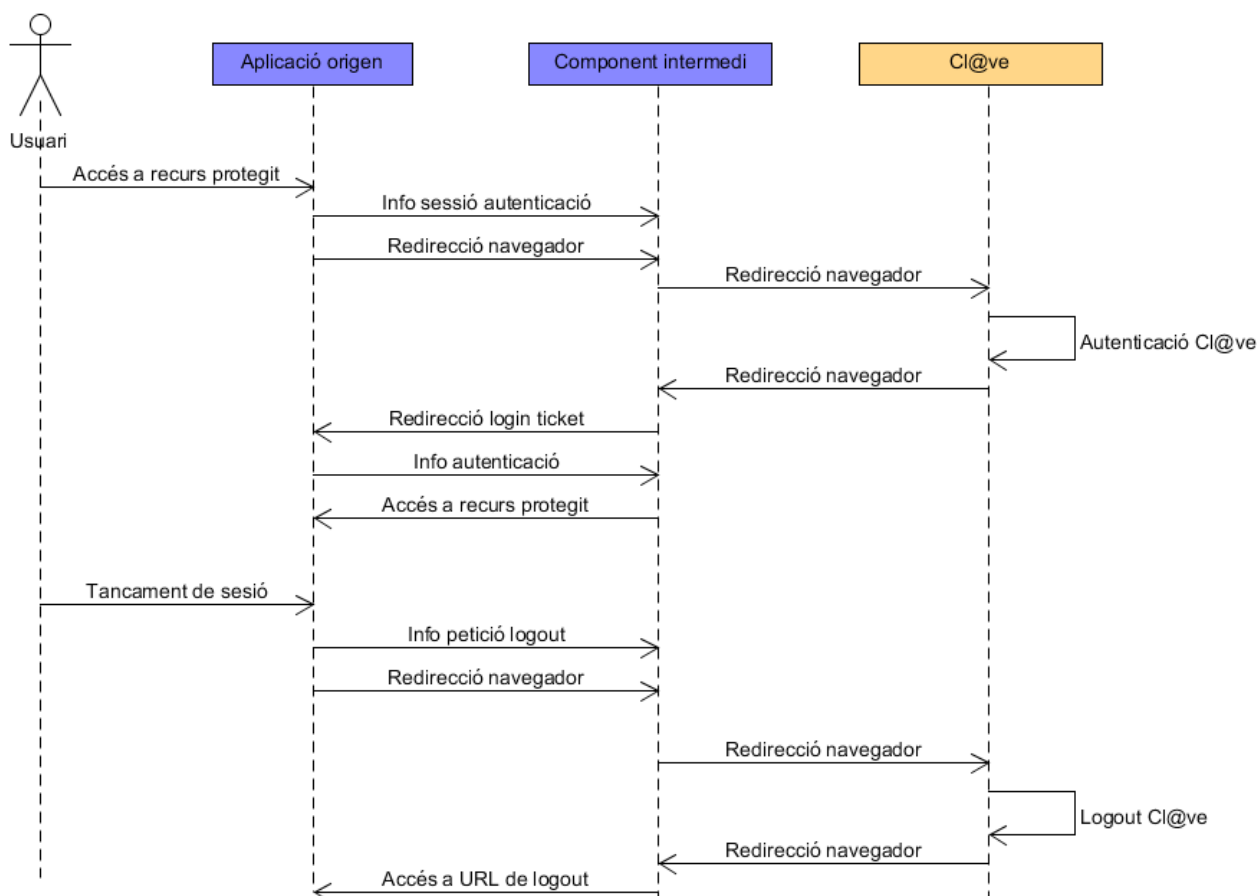 Aplicació origen
Component intermedi
Cl@ve
Usuari
Accés a recurs protegit
Info sessió autenticació
Redirecció navegador
Redirecció navegador
Autenticació Cl@ve
Redirecció navegador
Redirecció login ticket
Info autenticació
Accés a recurs protegit
Tancament de sesió
Info petició logout
Redirecció navegador
Redirecció navegador
Logout Cl@ve
Redirecció navegador
Accés a URL de logout